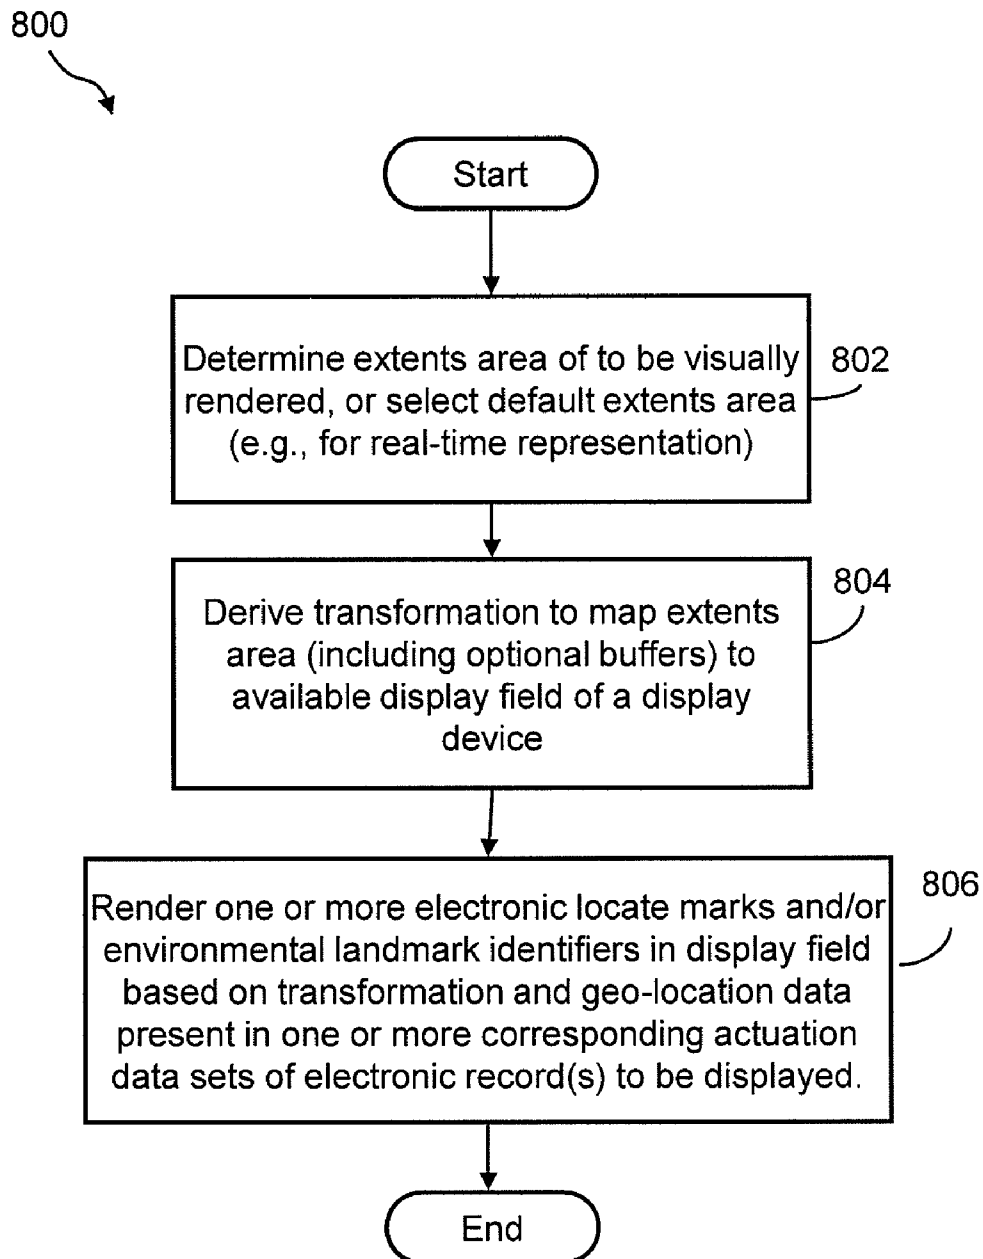 800
Start
Determine extents area of to be visually
rendered, or select default extents area
(e.g., for real-time representation)
802
Derive transformation to map extents
area (including optional buffers) to
available display field of a display
device
804
Render one or more electronic locate marks and/or
environmental landmark identifiers in display field
based on transformation and geo-location data
present in one or more corresponding actuation
data sets of electronic record(s) to be displayed.
806
End